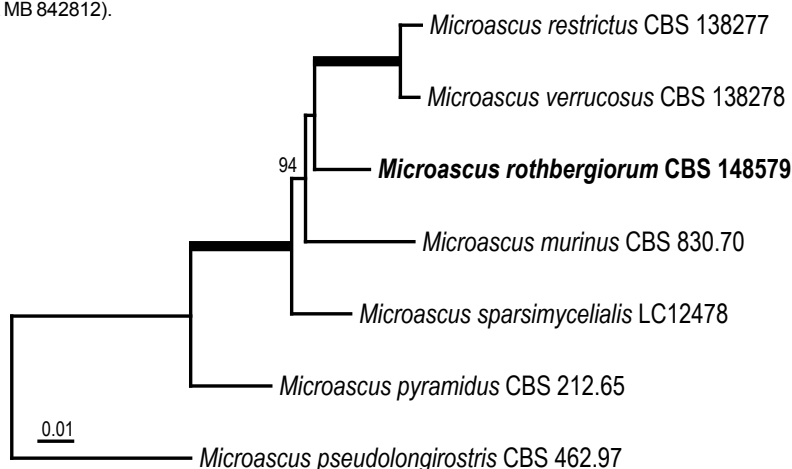 MB 842812).
Microascus restrictus CBS 138277
Microascus verrucosus CBS 138278
94
Microascus rothbergiorum CBS 148579
Microascus murinus CBS 830.70
Microascus sparsimycelialis LC12478
Microascus pyramidus CBS 212.65
0.01
Microascus pseudolongirostris CBS 462.97